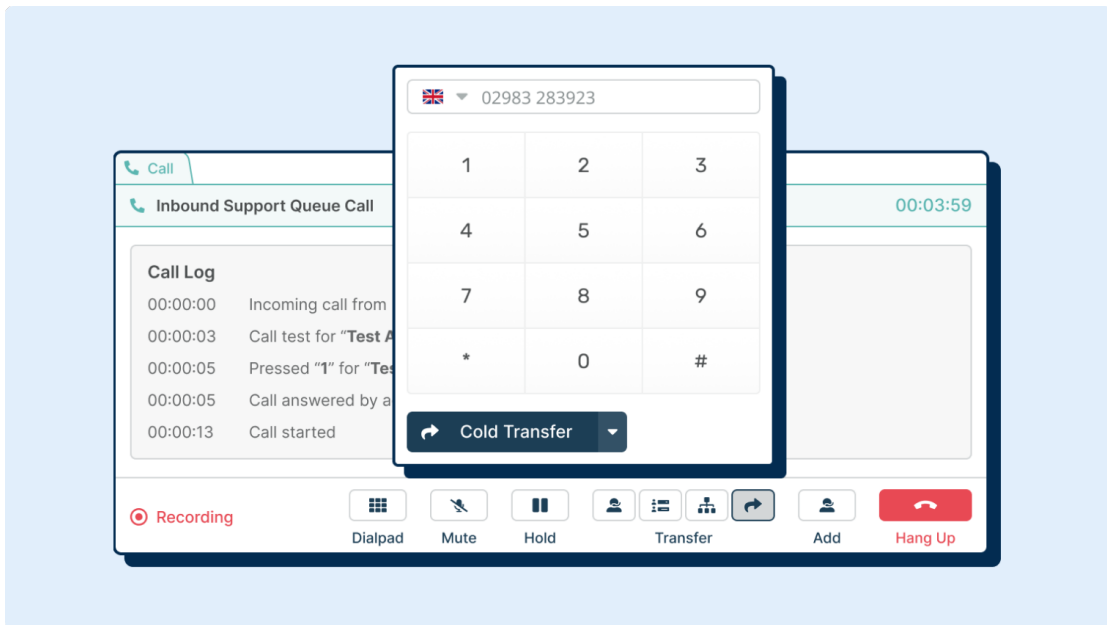 02983 283923
1 2 3
4 5 6
7 8 9
* 0 #
Cold Transfer
Call
Inbound Support Queue Call 00:03:59
Call Log
00:00:00 Incoming call from
00:00:03 Call test for “Test A
00:00:05 Pressed “1” for “Tes
00:00:05 Call answered by a
00:00:13 Call started
Recording
Dialpad Mute Hold Transfer Add Hang Up